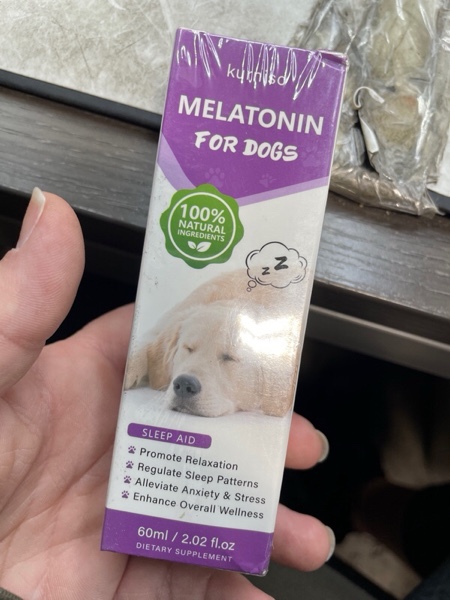 MELATONIN
FOR DOGS
100%
NATURAL
INGREDIENTS
z z
SLEEP AID
Promote Relaxation
Regulate Sleep Patterns
Alleviate Anxiety & Stress
Enhance Overall Wellness
60ml / 2.02 fl.oz
DIETARY SUPPLEMENT